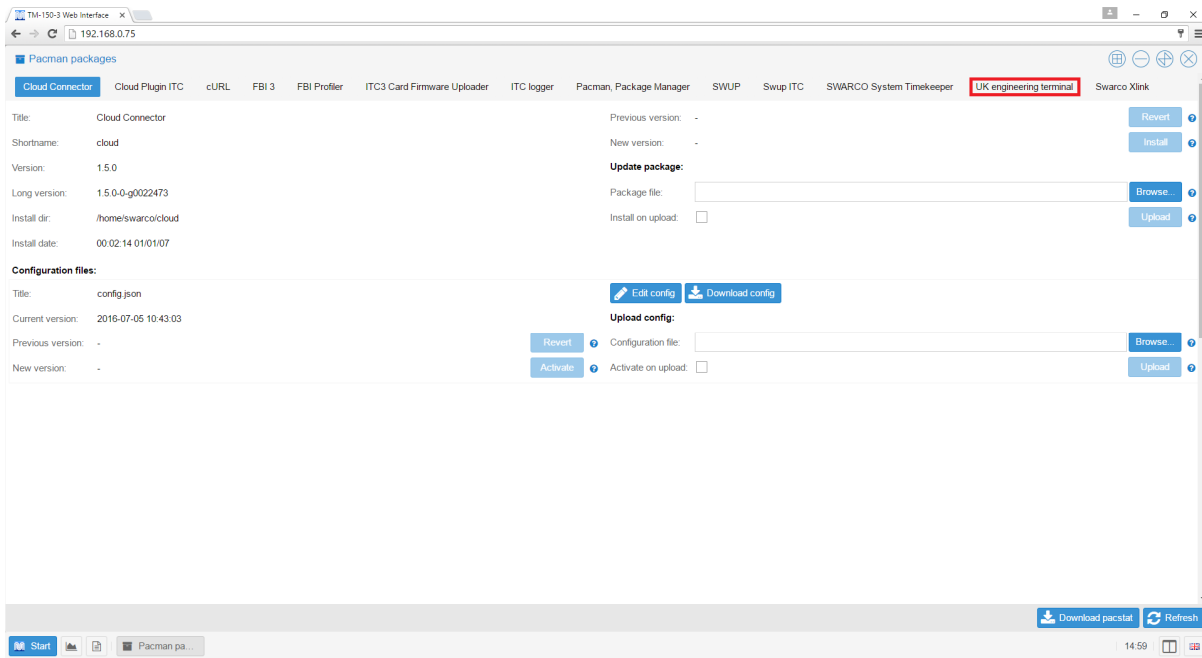 TM-150-3 Web Interface
192.168.0.75
Pacman packages
Cloud Connector Cloud Plugin ITC cURL FBI 3 FBI Profiler ITC3 Card Firmware Uploader ITC logger Pacman, Package Manager SWUP Swup ITC SWARCO System Timekeeper UK engineering terminal Swarco Xlink
Title: Cloud Connector Previous version: - Revert
Shortname: cloud New version: - Install
Version: 1.5.0 Update package:
Long version: 1.5.0-0-g0022473 Package file: Browse...
Install dir: /home/swarco/cloud Install on upload: Upload
Install date: 00:02:14 01/01/07
Configuration files:
Title: config.json Edit config Download config
Current version: 2016-07-05 10:43:03 Upload config:
Previous version: - Revert Configuration file: Browse...
New version: - Activate Activate on upload: Upload
Download pacstat Refresh
Start Pacman pa... 14:59